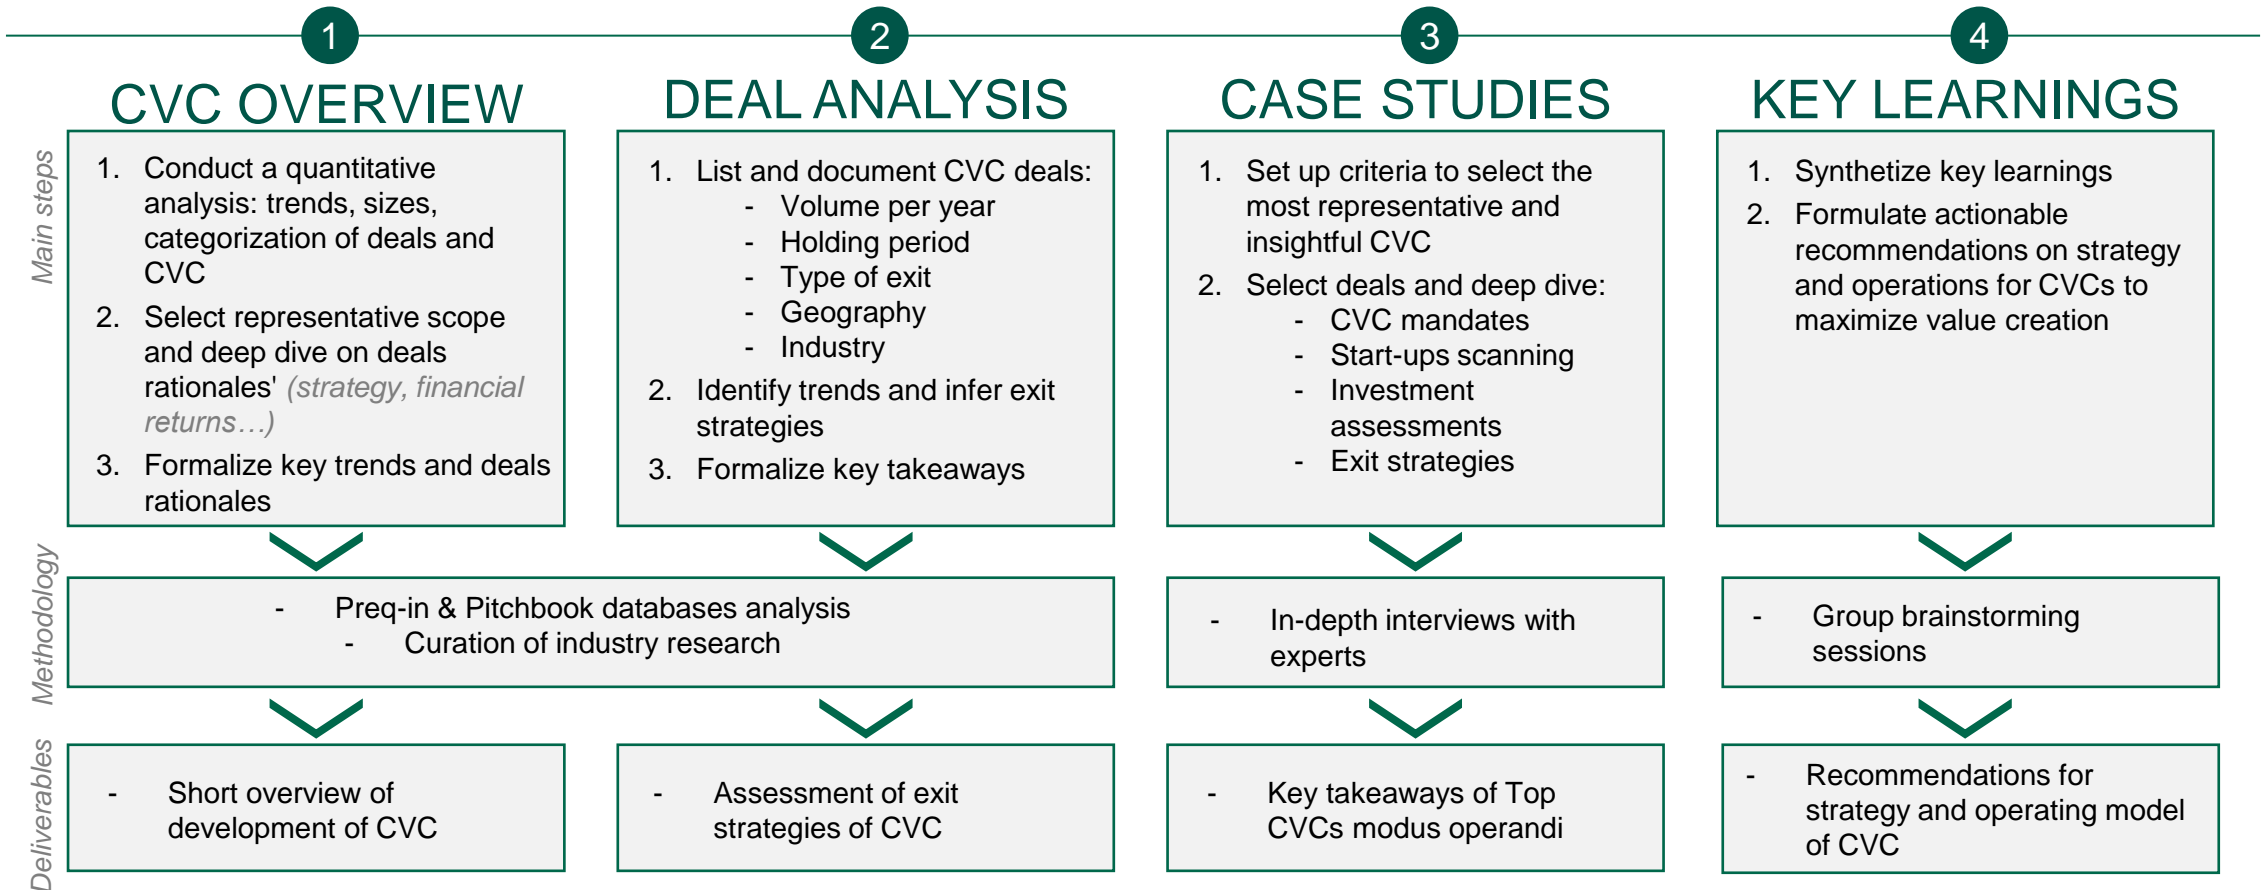 1
2
3
4
CVC OVERVIEW
DEAL ANALYSIS
CASE STUDIES
KEY LEARNINGS
Main steps
1. Conduct a quantitative
analysis: trends, sizes,
categorization of deals and
CVC
2. Select representative scope
and deep dive on deals
rationales' (strategy, financial
returns…)
3. Formalize key trends and deals
rationales
1. List and document CVC deals:
- Volume per year
- Holding period
- Type of exit
- Geography
- Industry
2. Identify trends and infer exit
strategies
3. Formalize key takeaways
1. Set up criteria to select the
most representative and
insightful CVC
2. Select deals and deep dive:
- CVC mandates
- Start-ups scanning
- Investment
assessments
- Exit strategies
1. Synthetize key learnings
2. Formulate actionable
recommendations on strategy
and operations for CVCs to
maximize value creation
Methodology
- Preq-in & Pitchbook databases analysis
- Curation of industry research
- In-depth interviews with
experts
- Group brainstorming
sessions
Deliverables
- Short overview of
development of CVC
- Assessment of exit
strategies of CVC
- Key takeaways of Top
CVCs modus operandi
- Recommendations for
strategy and operating model
of CVC